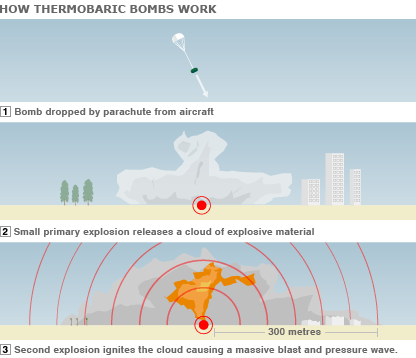 HOW THERMOBARIC BOMBS WORK
1 Bomb dropped by parachute from aircraft
2 Small primary explosion releases a cloud of explosive material
300 metres
3 Second explosion ignites the cloud causing a massive blast and pressure wave.